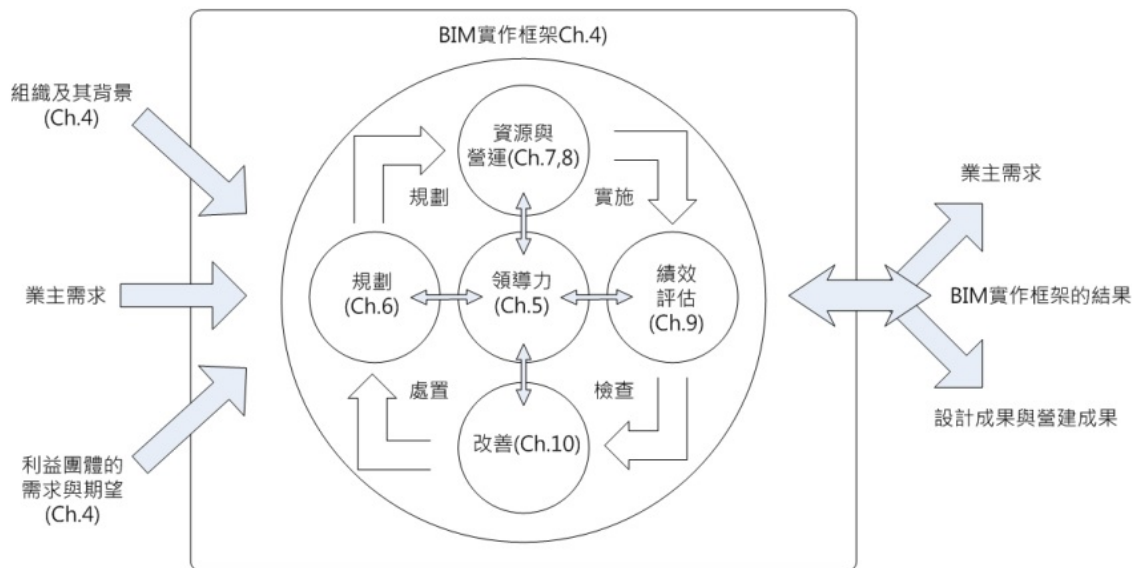 BIM實作框架Ch.4)
組織及其背景
(Ch.4)
業主需求
利益團體的
需求與期望
(Ch.4)
資源與
營運(Ch.7,8)
規劃
實施
規劃
(Ch.6)
領導力
(Ch.5)
績效
評估
(Ch.9)
處置
檢查
改善(Ch.10)
業主需求
BIM實作框架的結果
設計成果與營建成果